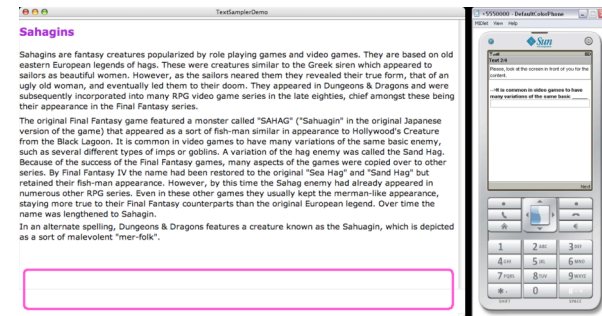 TextSamplerDemo
Sahagins
Sahagins are fantasy creatures popularized by role playing games and video games. They are based on old
eastern European legends of hags. These were creatures similar to the Greek siren which appeared to
sailors as beautiful women. However, as the sailors neared them they revealed their true form, that of an
ugly old woman, and eventually led them to their doom. They appeared in Dungeons & Dragons and were
subsequently incorporated into many RPG video game series in the late eighties, chief amongst these being
their appearance in the Final Fantasy series.
The original Final Fantasy game featured a monster called "SAHAG" ("Sahuagin" in the original Japanese
version of the game) that appeared as a sort of fish-man similar in appearance to Hollywood's Creature
from the Black Lagoon. It is common in video games to have many variations of the same basic enemy,
such as several different types of imps or goblins. A variation of the hag enemy was called the Sand Hag.
Because of the success of the Final Fantasy games, many aspects of the games were copied over to other
series. By Final Fantasy IV the name had been restored to the original "Sea Hag" and "Sand Hag" but
retained their fish-man appearance. However, by this time the Sahag enemy had already appeared in
numerous other RPG series. Even in these other games they usually kept the merman-like appearance,
staying more true to their Final Fantasy counterparts than the original European legend. Over time the
name was lengthened to Sahagin.
In an alternate spelling, Dungeons & Dragons features a creature known as the Sahuagin, which is depicted
as a sort of malevolent "mer-folk".
+5550000 - DefaultColorPhone
MIDlet View Help
Sun
Text 2/4
Please, look at the screen in front of you for the
content.
-->It is common in video games to have
many variations of the same basic ______
Next
1
2 ABC
3 DEF
4 GHI
5 JKL
6 MNO
7 PQRS
8 TUV
9 WXYZ
* .
0
SHIFT
SPACE